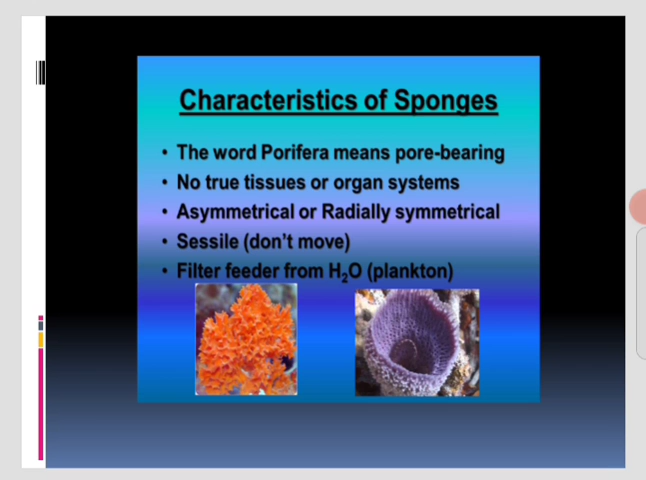 Characteristics of Sponges
• The word Porifera means pore-bearing
• No true tissues or organ systems
• Asymmetrical or Radially symmetrical
• Sessile (don't move)
• Filter feeder from H₂O (plankton)